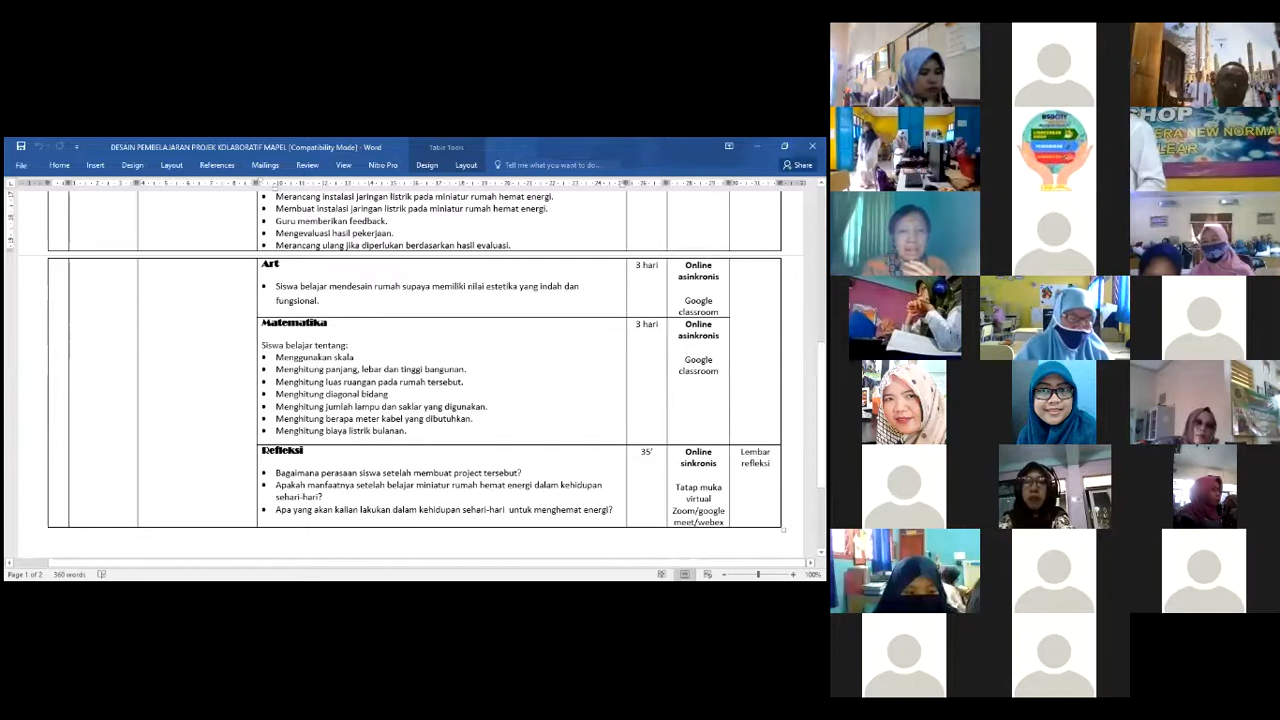 DESAIN PEMBELAJARAN PROJEK KOLABORATIF MAPEL [Compatibility Mode] - Word
Table Tools
File Home Insert Design Layout References Mailings Review View Nitro Pro Design Layout Tell me what you want to do... Share
Merancang instalasi jaringan listrik pada miniatur rumah hemat energi.
Membuat instalasi jaringan listrik pada miniatur rumah hemat energi.
Guru memberikan feedback.
Mengevaluasi hasil pekerjaan.
Merancang ulang jika diperlukan berdasarkan hasil evaluasi.
Art
Siswa belajar mendesain rumah supaya memiliki nilai estetika yang indah dan
fungsional.
3 hari
Online
asinkronis
Google
classroom
Matematika
Siswa belajar tentang:
Menggunakan skala
Menghitung panjang, lebar dan tinggi bangunan.
Menghitung luas ruangan pada rumah tersebut.
Menghitung diagonal bidang
Menghitung jumlah lampu dan saklar yang digunakan.
Menghitung berapa meter kabel yang dibutuhkan.
Menghitung biaya listrik bulanan.
3 hari
Online
asinkronis
Google
classroom
Refleksi
Bagaimana perasaan siswa setelah membuat project tersebut?
Apakah manfaatnya setelah belajar miniatur rumah hemat energi dalam kehidupan
sehari-hari?
Apa yang akan kalian lakukan dalam kehidupan sehari-hari untuk menghemat energi?
35'
Online
sinkronis
Tatap muka
virtual
Zoom/google
meet/webex
Lembar
refleksi
Page 1 of 2 360 words
100%
SHOP
ERA NEW NORMA
LEAR